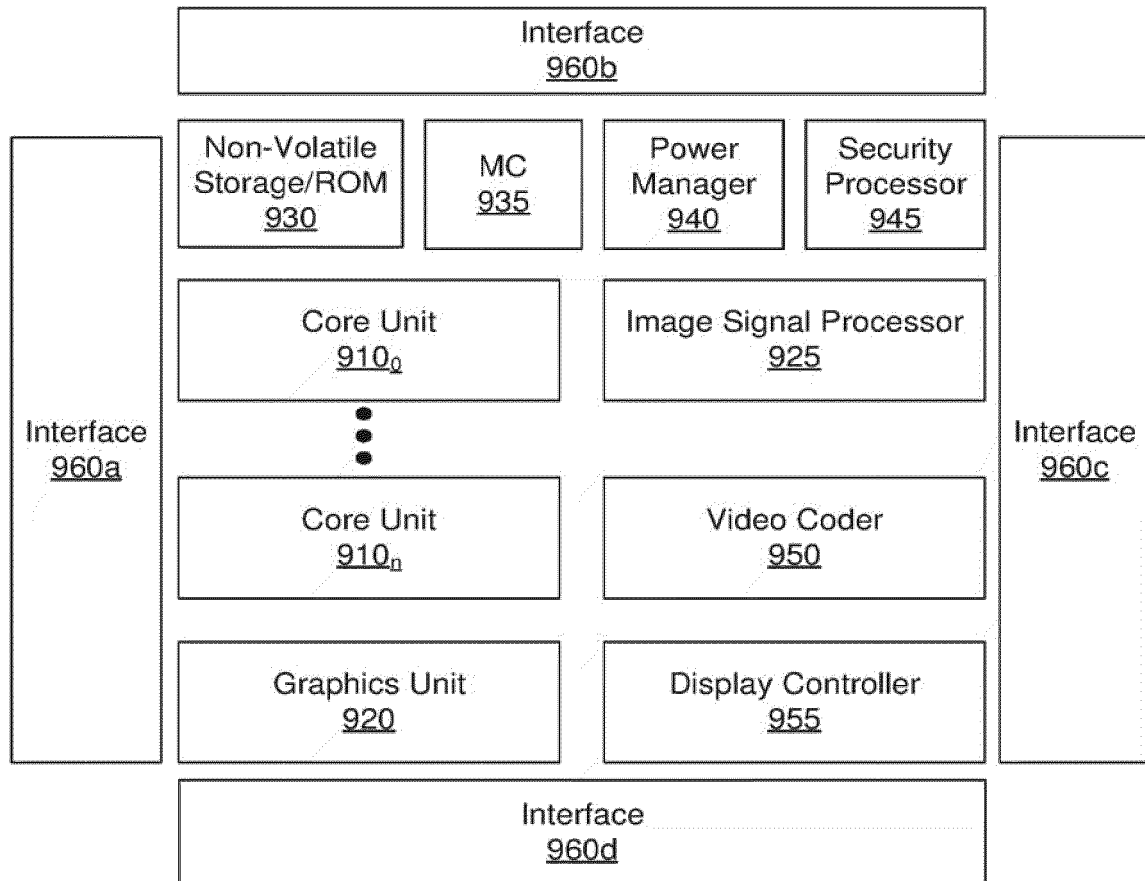 Interface
960b
Non-Volatile
Storage/ROM
930
MC
935
Power
Manager
940
Security
Processor
945
Core Unit
910₀
Image Signal Processor
925
Interface
960a
Interface
960c
Core Unit
910ₙ
Video Coder
950
Graphics Unit
920
Display Controller
955
Interface
960d